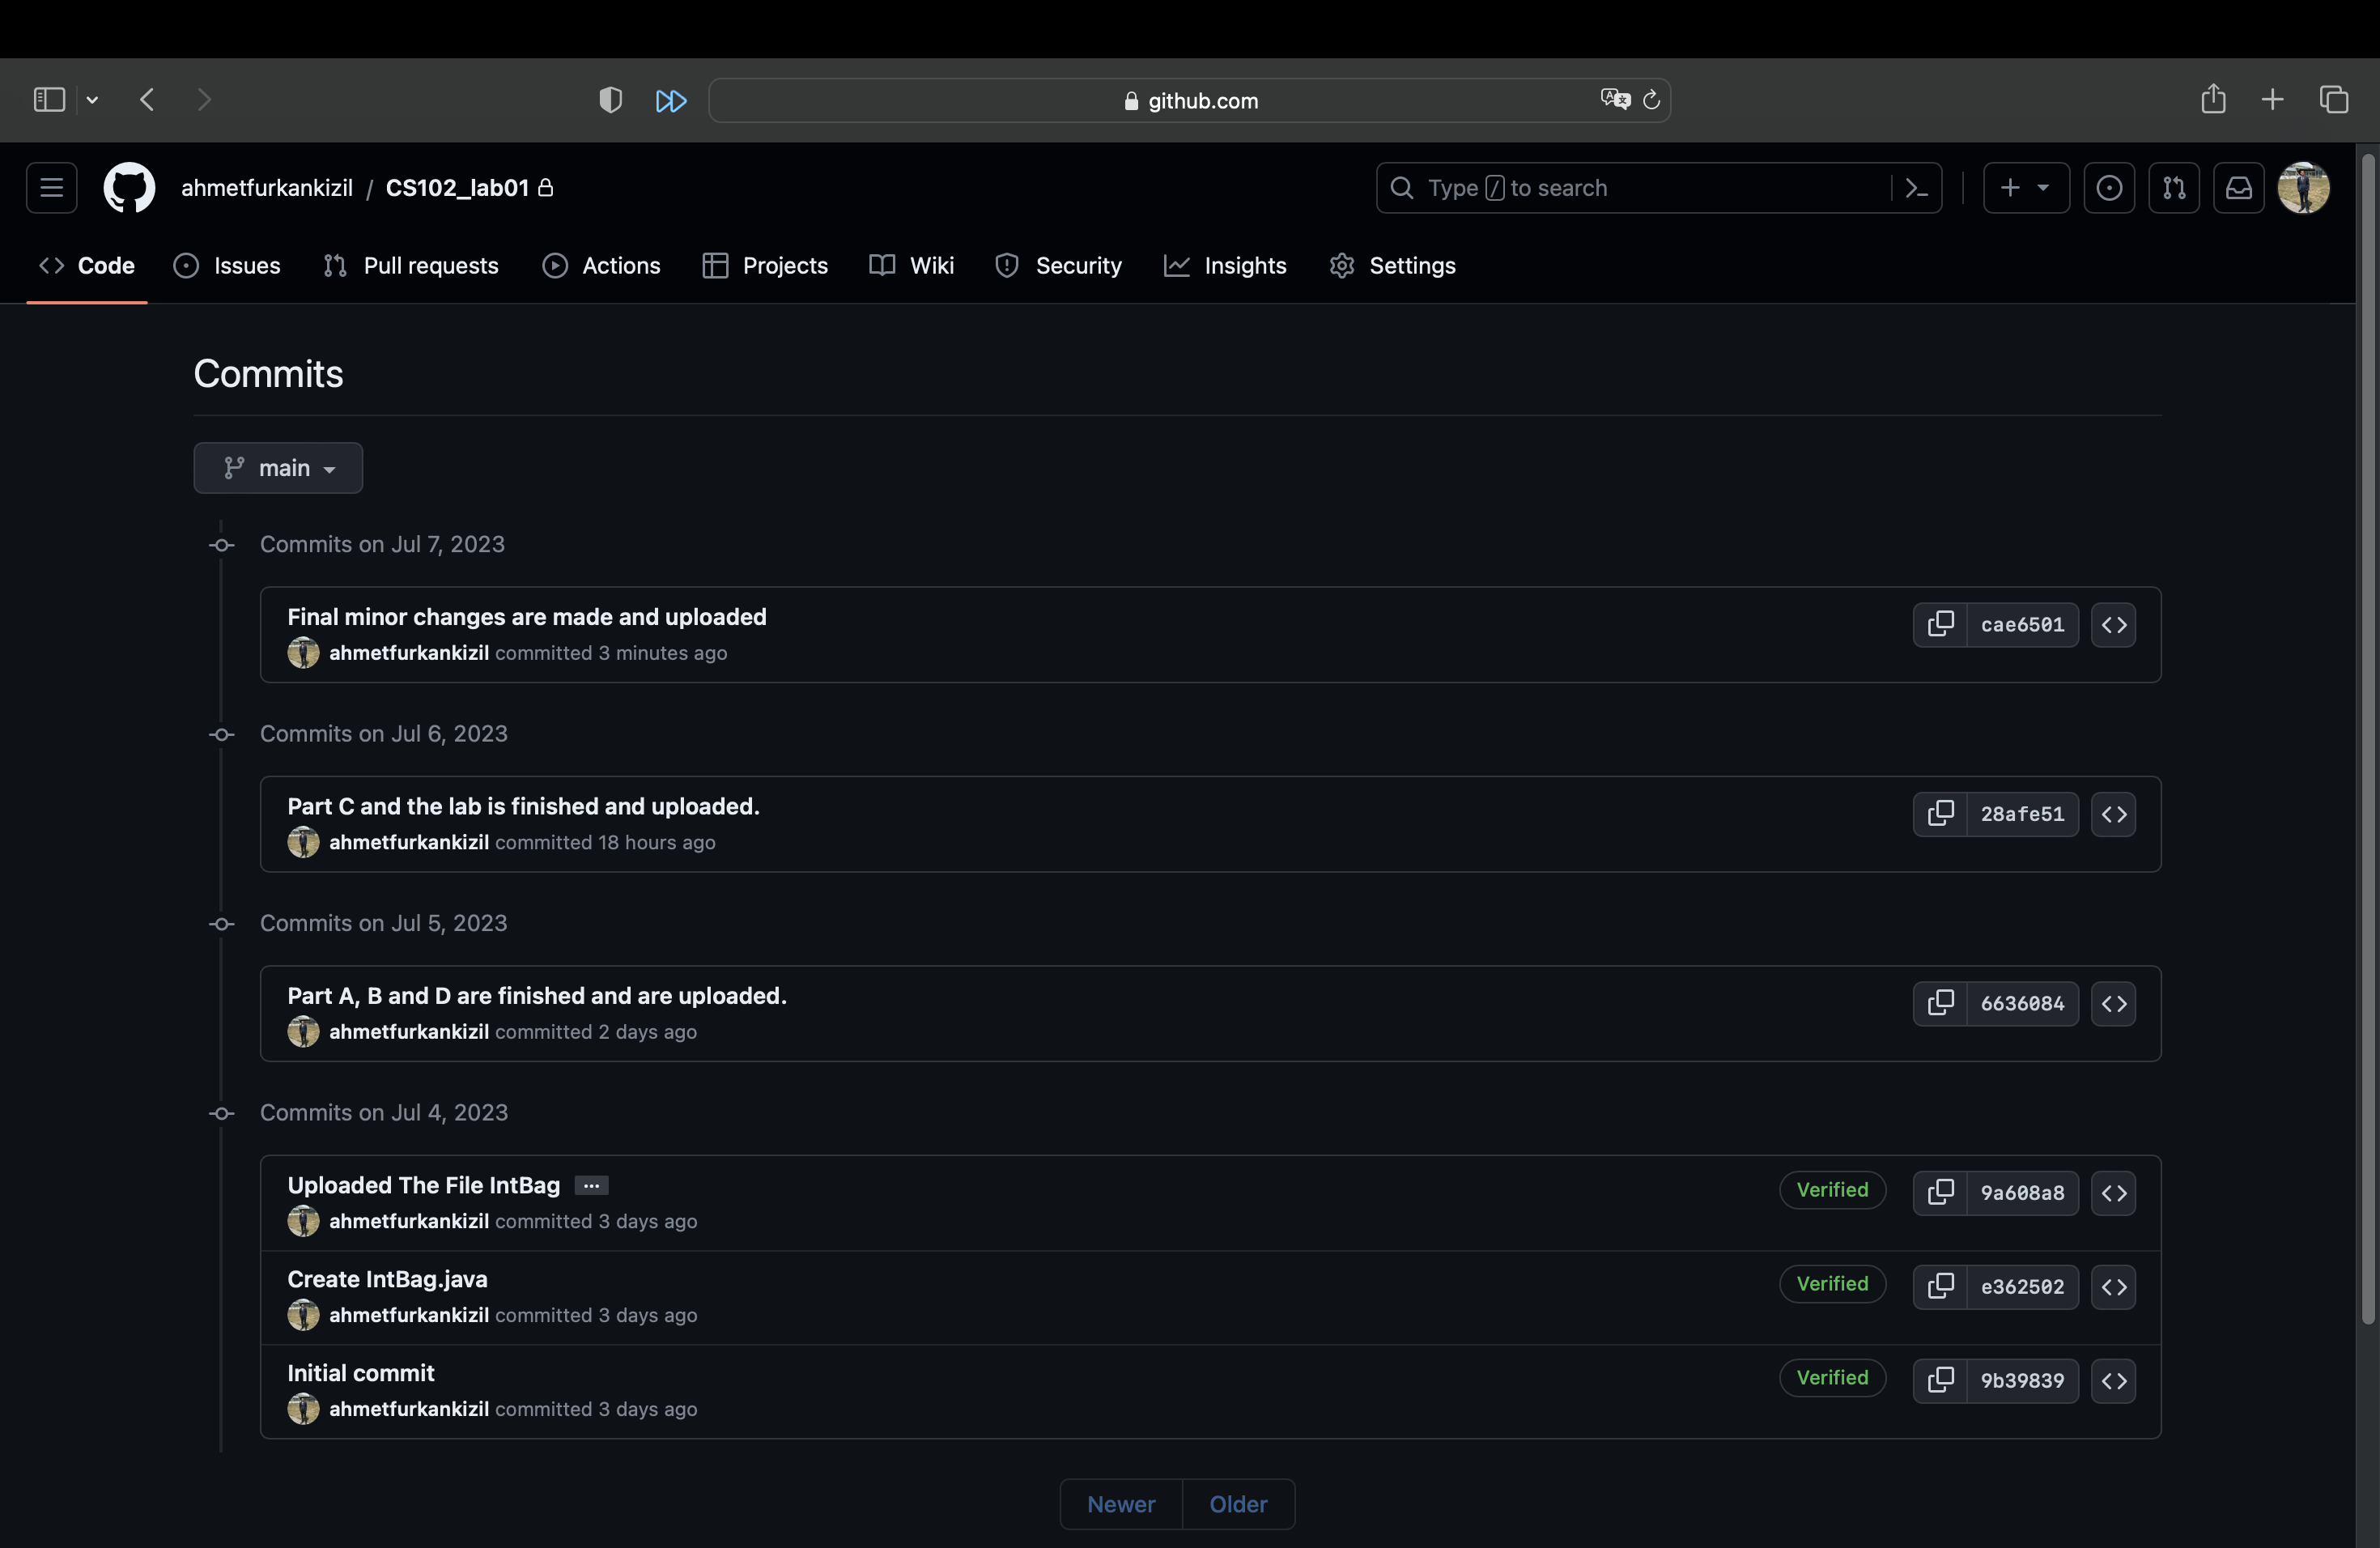 github.com
ahmetfurkankizil / CS102_lab01
Type / to search
Code Issues Pull requests Actions Projects Wiki Security Insights Settings
Commits
main
Commits on Jul 7, 2023
Final minor changes are made and uploaded
cae6501
ahmetfurkankizil committed 3 minutes ago
Commits on Jul 6, 2023
Part C and the lab is finished and uploaded.
28afe51
ahmetfurkankizil committed 18 hours ago
Commits on Jul 5, 2023
Part A, B and D are finished and are uploaded.
6636084
ahmetfurkankizil committed 2 days ago
Commits on Jul 4, 2023
Uploaded The File IntBag ...
Verified 9a608a8
ahmetfurkankizil committed 3 days ago
Create IntBag.java
Verified e362502
ahmetfurkankizil committed 3 days ago
Initial commit
Verified 9b39839
ahmetfurkankizil committed 3 days ago
Newer Older